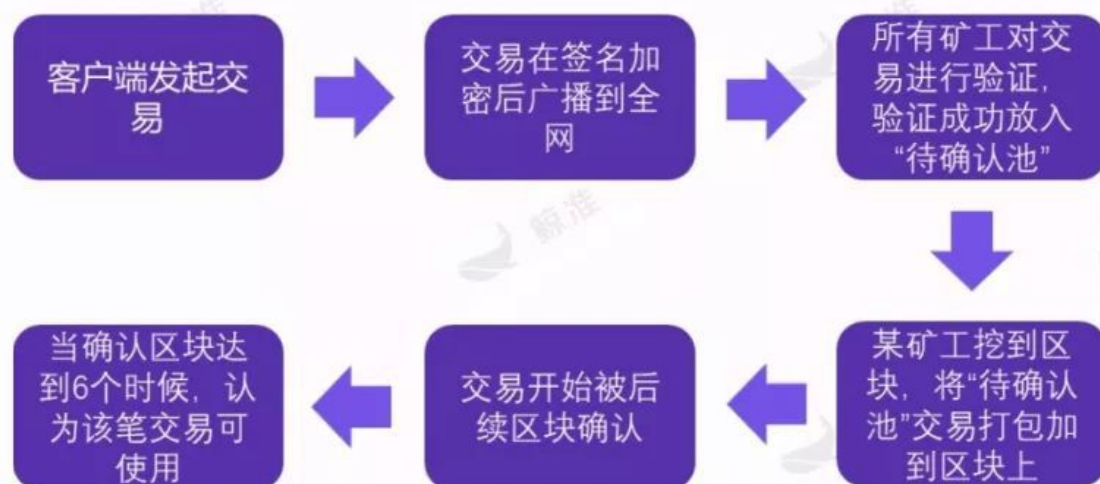 客户端发起交
易
交易在签名加
密后广播到全
网
所有矿工对交
易进行验证，
验证成功放入
“待确认池”
鲸准
当确认区块达
到6个时候，认
为该笔交易可
使用
交易开始被后
续区块确认
某矿工挖到区
块，将“待确认
池”交易打包加
到区块上